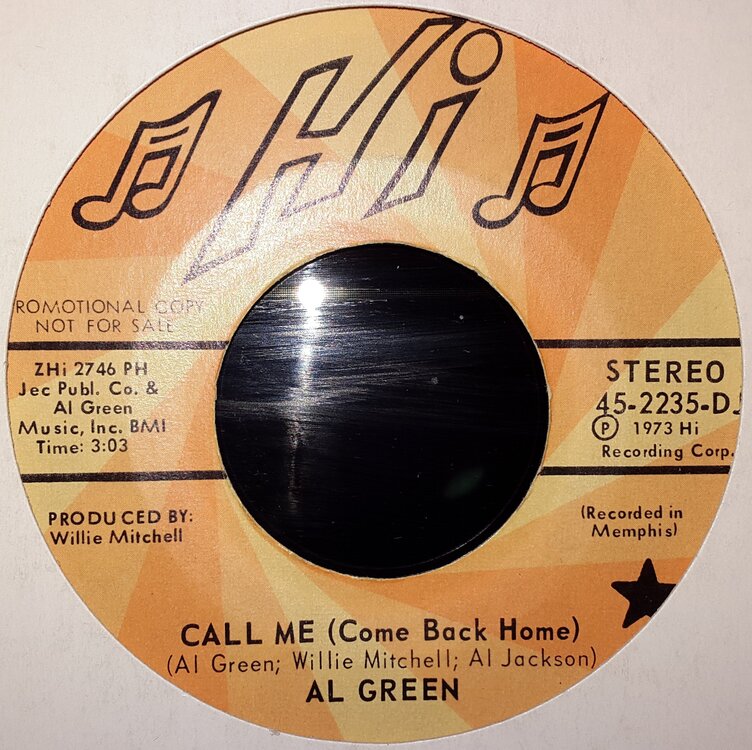 Hi
ROMOTIONAL COPY
NOT FOR SALE
ZHi 2746 PH
Jec Publ. Co. &
Al Green
Music, Inc. BMI
Time: 3:03
STEREO
45-2235-DJ
Ⓟ 1973 Hi
Recording Corp.
PRODUCED BY:
Willie Mitchell
(Recorded in
Memphis)
CALL ME (Come Back Home)
(Al Green; Willie Mitchell; Al Jackson)
AL GREEN